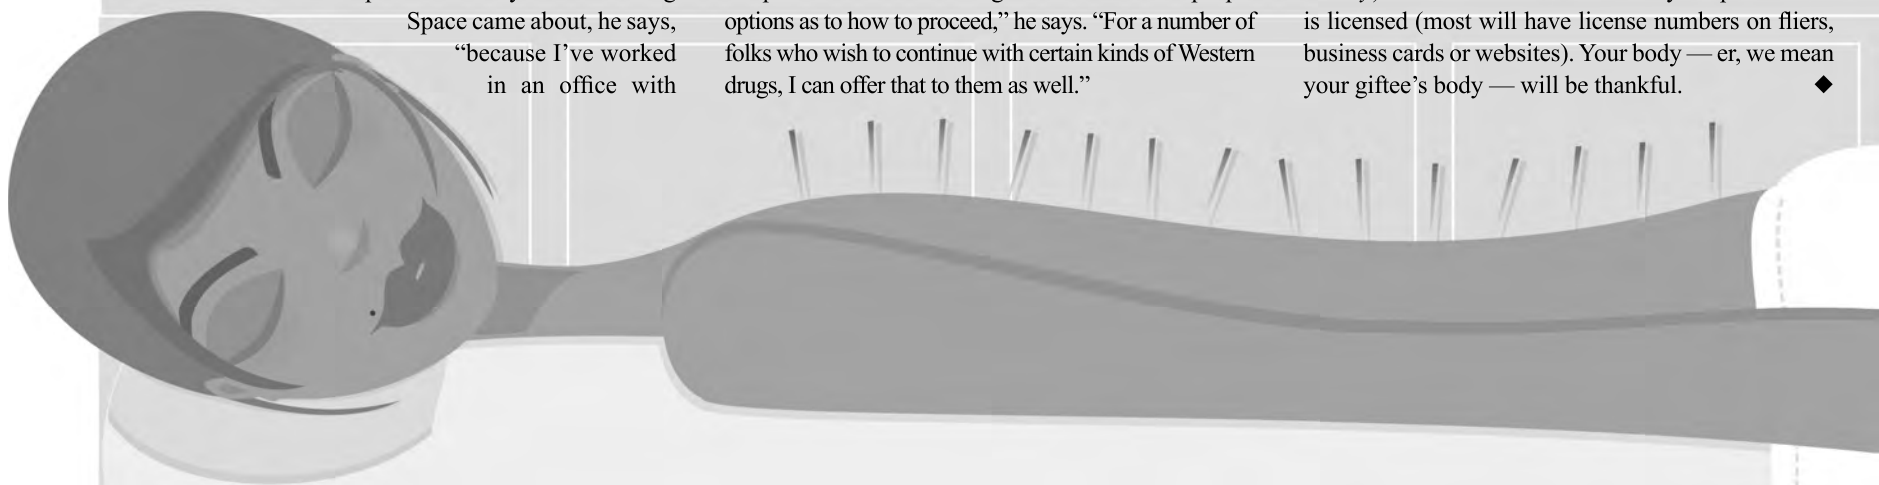 Space came about, he says,
“because I’ve worked
in an office with
options as to how to proceed,” he says. “For a number of
folks who wish to continue with certain kinds of Western
drugs, I can offer that to them as well.”
is licensed (most will have license numbers on fliers,
business cards or websites). Your body — er, we mean
your giftee’s body — will be thankful. ◆